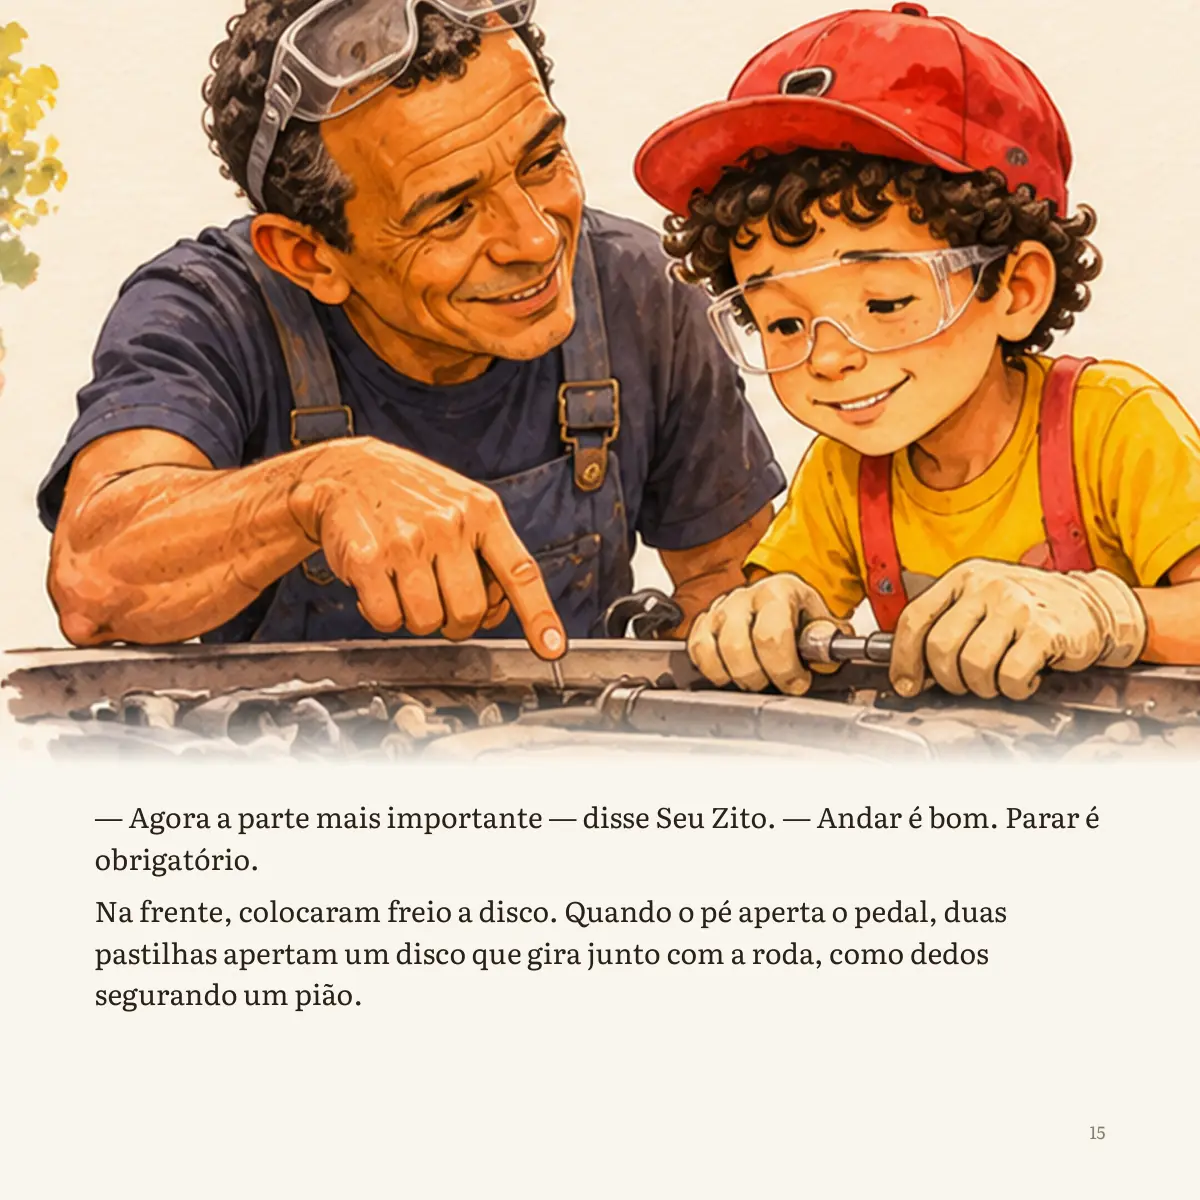 — Agora a parte mais importante — disse Seu Zito. — Andar é bom. Parar é
obrigatório.
Na frente, colocaram freio a disco. Quando o pé aperta o pedal, duas
pastilhas apertam um disco que gira junto com a roda, como dedos
segurando um pião.
15